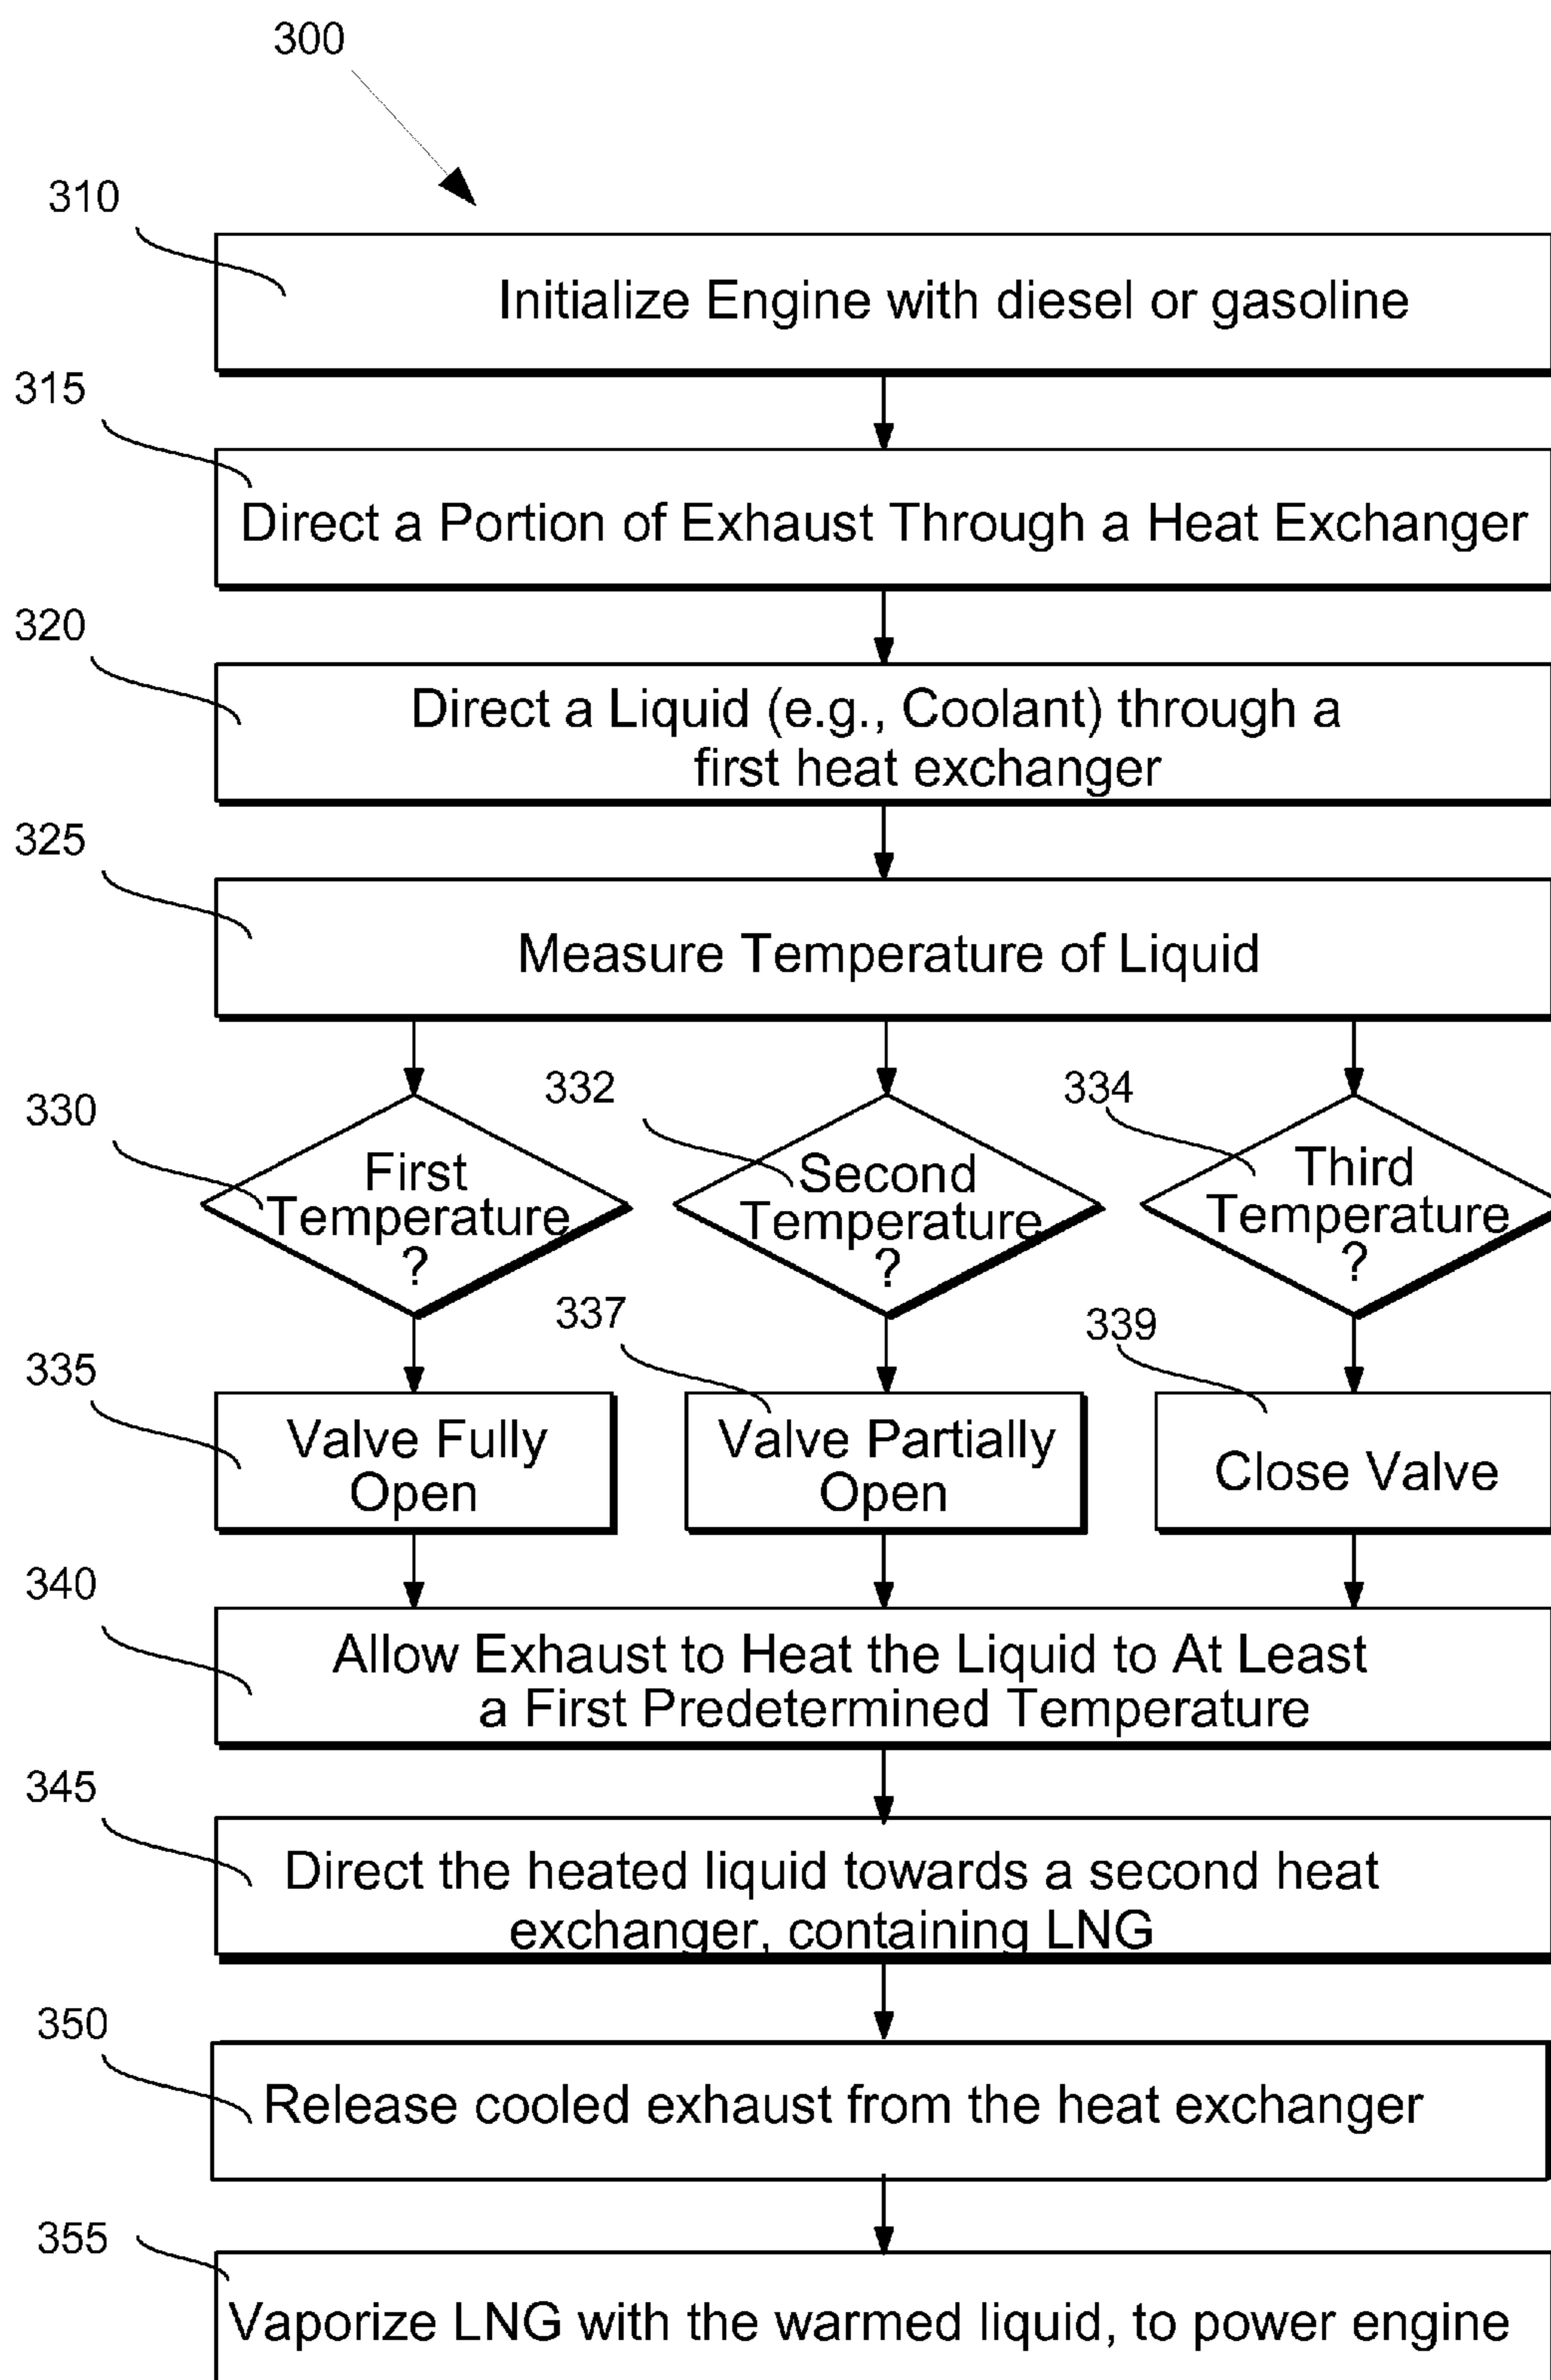 300
310
Initialize Engine with diesel or gasoline
315
Direct a Portion of Exhaust Through a Heat Exchanger
320
Direct a Liquid (e.g., Coolant) through a
first heat exchanger
325
Measure Temperature of Liquid
330
First
Temperature
?
332
Second
Temperature
?
334
Third
Temperature
?
335
Valve Fully
Open
337
Valve Partially
Open
339
Close Valve
340
Allow Exhaust to Heat the Liquid to At Least
a First Predetermined Temperature
345
Direct the heated liquid towards a second heat
exchanger, containing LNG
350
Release cooled exhaust from the heat exchanger
355
Vaporize LNG with the warmed liquid, to power engine